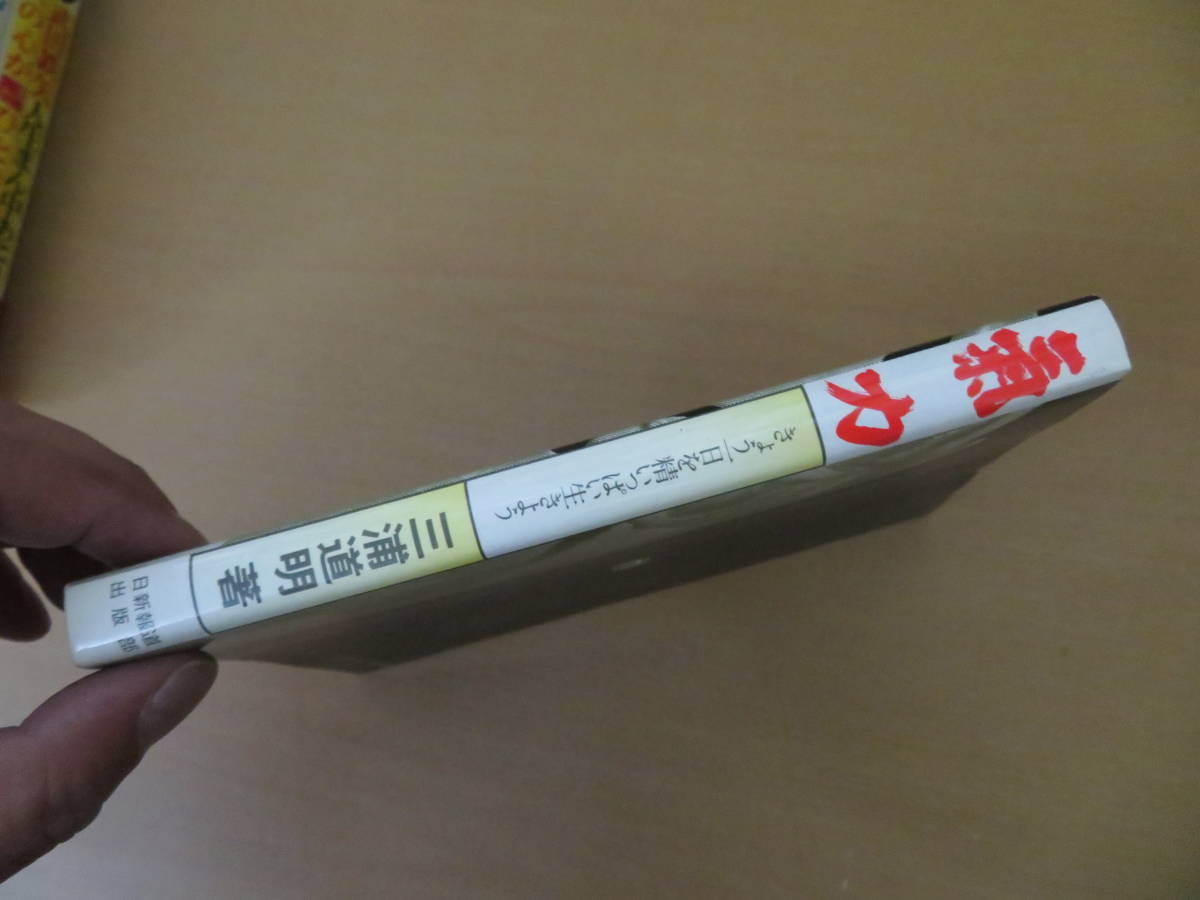 氣力
きょう一日を精いっぱい生きよう
三浦道明 著
日新報道
出版部